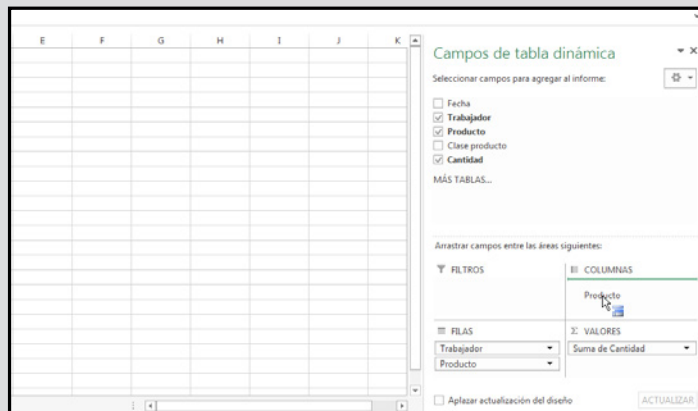 E F G H I J K
Campos de tabla dinámica
Seleccionar campos para agregar al informe:
Fecha
Trabajador
Producto
Clase producto
Cantidad
MÁS TABLAS...
Arrastrar campos entre las áreas siguientes:
FILTROS
COLUMNAS
Producto
FILAS
Σ VALORES
Trabajador
Suma de Cantidad
Producto
Aplazar actualización del diseño
ACTUALIZAR